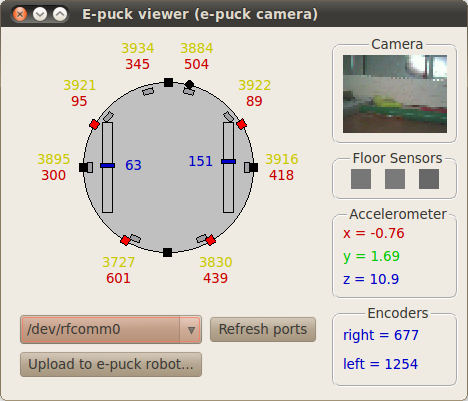 E-puck viewer (e-puck camera)
3934 3884
345 504
3921 3922
95 89
3895 3916
300 418
63 151
3727 3830
601 439
/dev/rfcomm0 Refresh ports
Upload to e-puck robot...
Camera
Floor Sensors
Accelerometer
x = -0.76
y = 1.69
z = 10.9
Encoders
right = 677
left = 1254